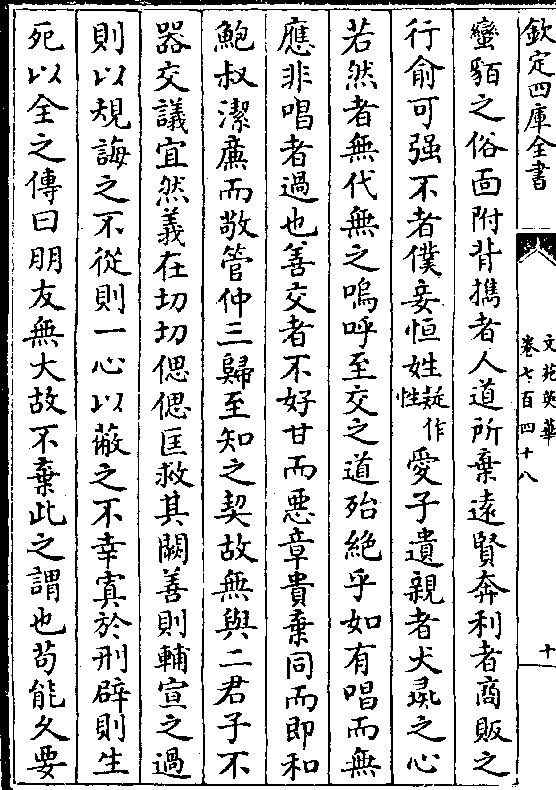 欽定四庫全書
文苑英華
卷七百四十八
十
蠻貊之俗面附背攜者人道所棄遠賢奔利者商販之
行俞可强不者僕妾恒姓疑作性愛子遺親者犬彘之心
若然者無代無之嗚呼至交之道殆絶乎如有唱而無
應非唱者過也善交者不好甘而惡章貴棄同而即和
鮑叔潔廉而敬管仲三歸至知之契故無與二君子不
器交議宜然義在切切偲偲匡救其闕善則輔宣之過
則以規誨之不從則一心以蔽之不幸寘於刑辟則生
死以全之傳曰朋友無大故不棄此之謂也苟能久要